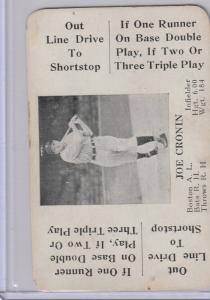 Out
Line Drive
To
Shortstop
If One Runner
On Base Double
Play, If Two Or
Three Triple Play
JOE CRONIN
Infielder
Boston A. L.
Bats R. H.
Throws R. H
Hgt. 6.00
Wgt. 184
If One Runner
On Base Double
Play, If Two Or
Three Triple Play
Out
Line Drive
To
Shortstop